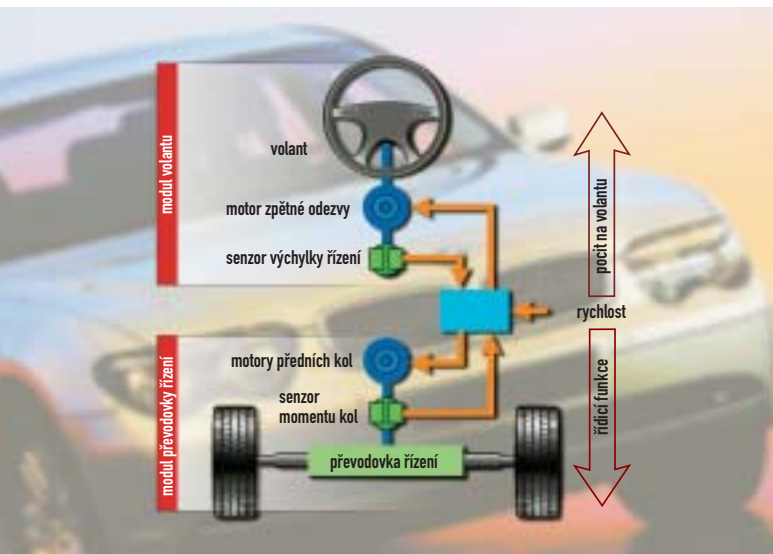 modul volantu
volant
motor zpětné odezvy
senzor výchylky řízení
pocit na volantu
rychlost
modul převodovky řízení
motory předních kol
senzor
momentu kol
převodovka řízení
řídicí funkce